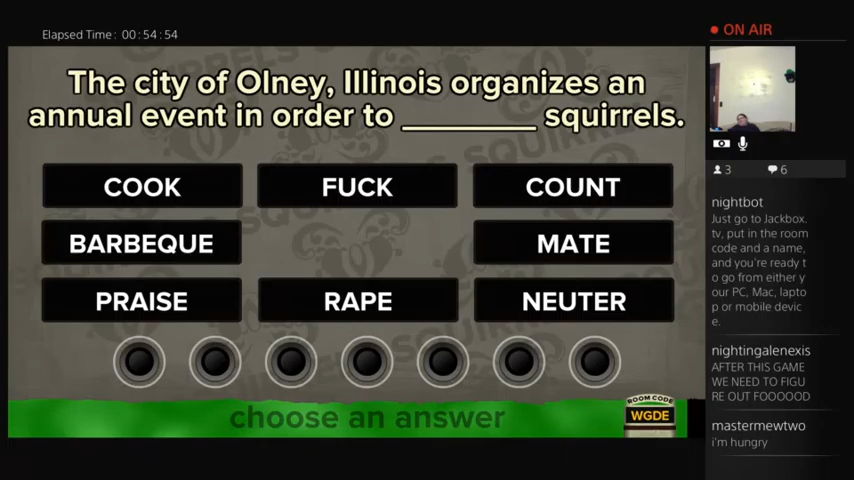 Elapsed Time : 00:54:54
ON AIR
The city of Olney, Illinois organizes an
annual event in order to ________ squirrels.
COOK
FUCK
COUNT
BARBEQUE
MATE
PRAISE
RAPE
NEUTER
choose an answer
ROOM CODE
WGDE
3
6
nightbot
Just go to Jackbox.
tv, put in the room
code and a name,
and you're ready t
o go from either y
our PC, Mac, lapto
p or mobile devic
e.
nightingalenexis
AFTER THIS GAME
WE NEED TO FIGU
RE OUT FOOOOOD
mastermewtwo
i'm hungry